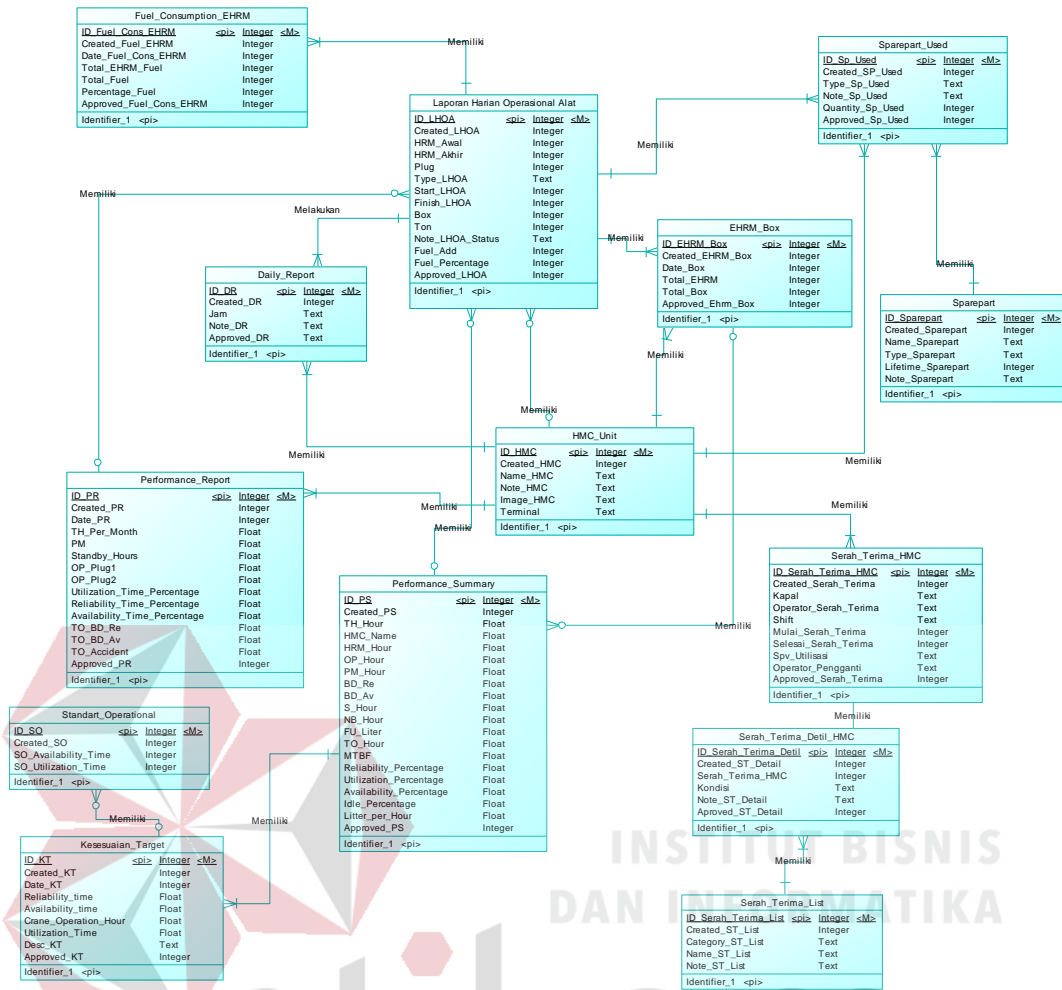 Fuel_Consumption_EHRM
ID_Fuel_Cons_EHRM <pi> Integer <M>
Created_Fuel_EHRM Integer
Date_Fuel_Cons_EHRM Integer
Total_EHRM_Fuel Integer
Total_Fuel Integer
Percentage_Fuel Integer
Approved_Fuel_Cons_EHRM Integer
Identifier_1 <pi>
Memiliki
Sparepart_Used
ID_Sp_Used <pi> Integer <M>
Created_SP_Used Integer
Type_Sp_Used Text
Note_Sp_Used Text
Quantity_Sp_Used Integer
Approved_Sp_Used Integer
Identifier_1 <pi>
Laporan Harian Operasional Alat
ID_LHOA <pi> Integer <M>
Created_LHOA Integer
HRM_Awal Integer
HRM_Akhir Integer
Plug Integer
Type_LHOA Text
Start_LHOA Integer
Finish_LHOA Integer
Box Integer
Ton Integer
Note_LHOA_Status Text
Fuel_Add Integer
Fuel_Percentage Integer
Approved_LHOA Integer
Identifier_1 <pi>
Memiliki
Memiliki
Melakukan
Memiliki
EHRM_Box
ID_EHRM_Box <pi> Integer <M>
Created_EHRM_Box Integer
Date_Box Integer
Total_EHRM Integer
Total_Box Integer
Approved_Ehrm_Box Integer
Identifier_1 <pi>
Daily_Report
ID_DR <pi> Integer <M>
Created_DR Integer
Jam Text
Note_DR Text
Approved_DR Text
Identifier_1 <pi>
Memiliki
Sparepart
ID_Sparepart <pi> Integer <M>
Created_Sparepart Integer
Name_Sparepart Text
Type_Sparepart Text
Lifetime_Sparepart Integer
Note_Sparepart Text
Identifier_1 <pi>
Memiliki
Memiliki
HMC_Unit
ID_HMC <pi> Integer <M>
Created_HMC Integer
Name_HMC Text
Note_HMC Text
Image_HMC Text
Terminal Text
Identifier_1 <pi>
Memiliki
Memiliki
Performance_Report
ID_PR <pi> Integer <M>
Created_PR Integer
Date_PR Integer
TH_Per_Month Float
PM Float
Standby_Hours Float
OP_Plug1 Float
OP_Plug2 Float
Utilization_Time_Percentage Float
Reliability_Time_Percentage Float
Availability_Time_Percentage Float
TO_BD_Re Float
TO_BD_Av Float
TO_Accident Float
Approved_PR Integer
Identifier_1 <pi>
Memiliki
Memiliki
Memiliki
Serah_Terima_HMC
ID_Serah_Terima_HMC <pi> Integer <M>
Created_Serah_Terima Integer
Kapal Text
Operator_Serah_Terima Text
Shift Text
Mulai_Serah_Terima Integer
Selesai_Serah_Terima Integer
Spv_Utilisasi Text
Operator_Pengganti Text
Approved_Serah_Terima Integer
Identifier_1 <pi>
Performance_Summary
ID_PS <pi> Integer <M>
Created_PS Integer
TH_Hour Float
HMC_Name Float
HRM_Hour Float
OP_Hour Float
PM_Hour Float
BD_Re Float
BD_Av Float
S_Hour Float
NB_Hour Float
FU_Liter Float
TO_Hour Float
MTBF Float
Reliability_Percentage Float
Utilization_Percentage Float
Availability_Percentage Float
Idle_Percentage Float
Litter_per_Hour Float
Approved_PS Integer
Identifier_1 <pi>
Memiliki
Standart_Operational
ID_SO <pi> Integer <M>
Created_SO Integer
SO_Availability_Time Integer
SO_Utilization_Time Integer
Identifier_1 <pi>
Memiliki
Serah_Terima_Detil_HMC
ID_Serah_Terima_Detil <pi> Integer <M>
Created_ST_Detail Integer
Serah_Terima_HMC Integer
Kondisi Text
Note_ST_Detail Text
Aproved_ST_Detail Integer
Identifier_1 <pi>
Memiliki
Memiliki
Kesesuaian_Target
ID_KT <pi> Integer <M>
Created_KT Integer
Date_KT Integer
Reliability_time Float
Availability_time Float
Crane_Operation_Hour Float
Utilization_Time Float
Desc_KT Text
Approved_KT Integer
Identifier_1 <pi>
Memiliki
Serah_Terima_List
ID_Serah_Terima_List <pi> Integer <M>
Created_ST_List Integer
Category_ST_List Text
Name_ST_List Text
Note_ST_List Text
Identifier_1 <pi>
INSTITUT BISNIS
DAN INFORMATIKA